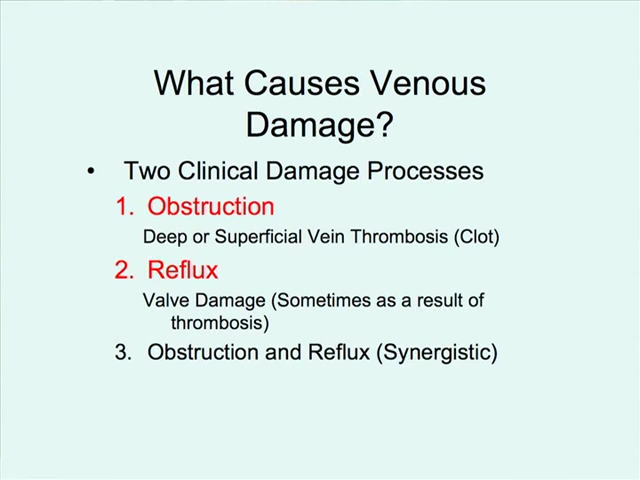 What Causes Venous
Damage?
• Two Clinical Damage Processes
1. Obstruction
Deep or Superficial Vein Thrombosis (Clot)
2. Reflux
Valve Damage (Sometimes as a result of
thrombosis)
3. Obstruction and Reflux (Synergistic)